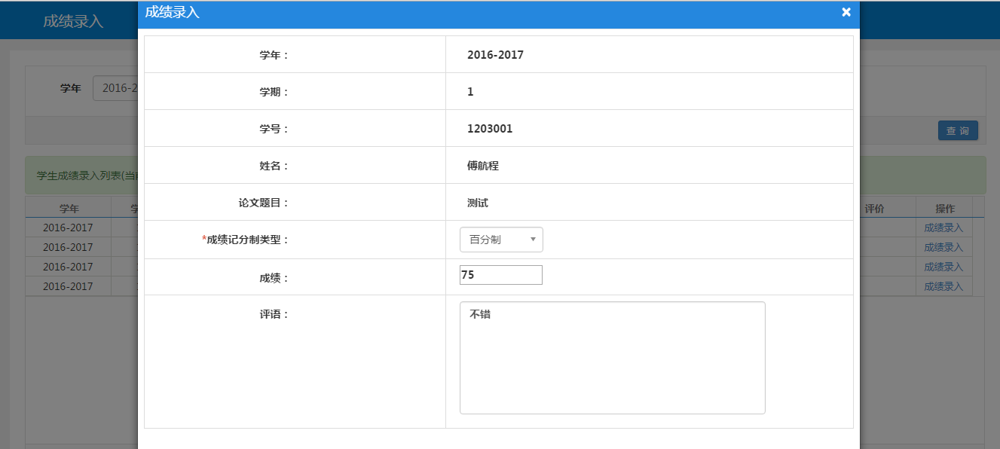 成绩录入
成绩录入
学年 2016-2
查 询
学生成绩录入列表(当
学年
评价 操作
2016-2017 成绩录入
2016-2017 成绩录入
2016-2017 成绩录入
2016-2017 成绩录入
学年： 2016-2017
学期： 1
学号： 1203001
姓名： 傅航程
论文题目： 测试
*成绩记分制类型： 百分制
成绩： 75
评语： 不错